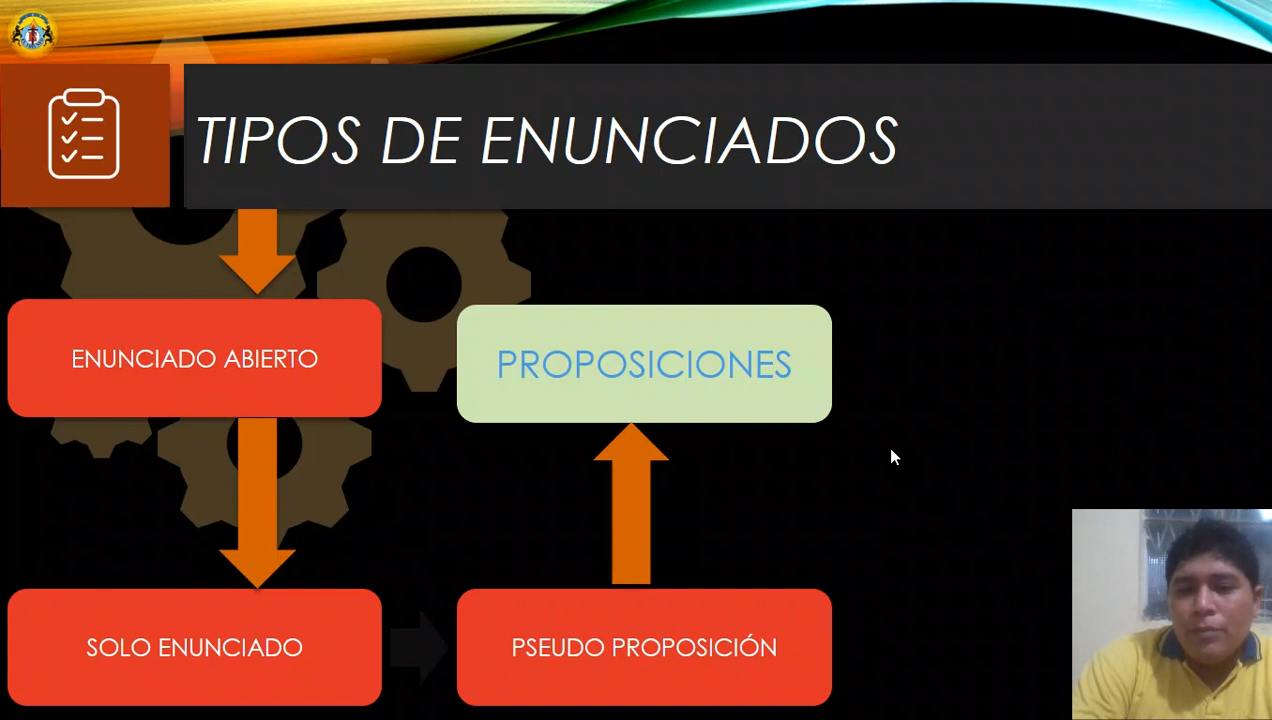 TIPOS DE ENUNCIADOS
ENUNCIADO ABIERTO
PROPOSICIONES
SOLO ENUNCIADO
PSEUDO PROPOSICIÓN